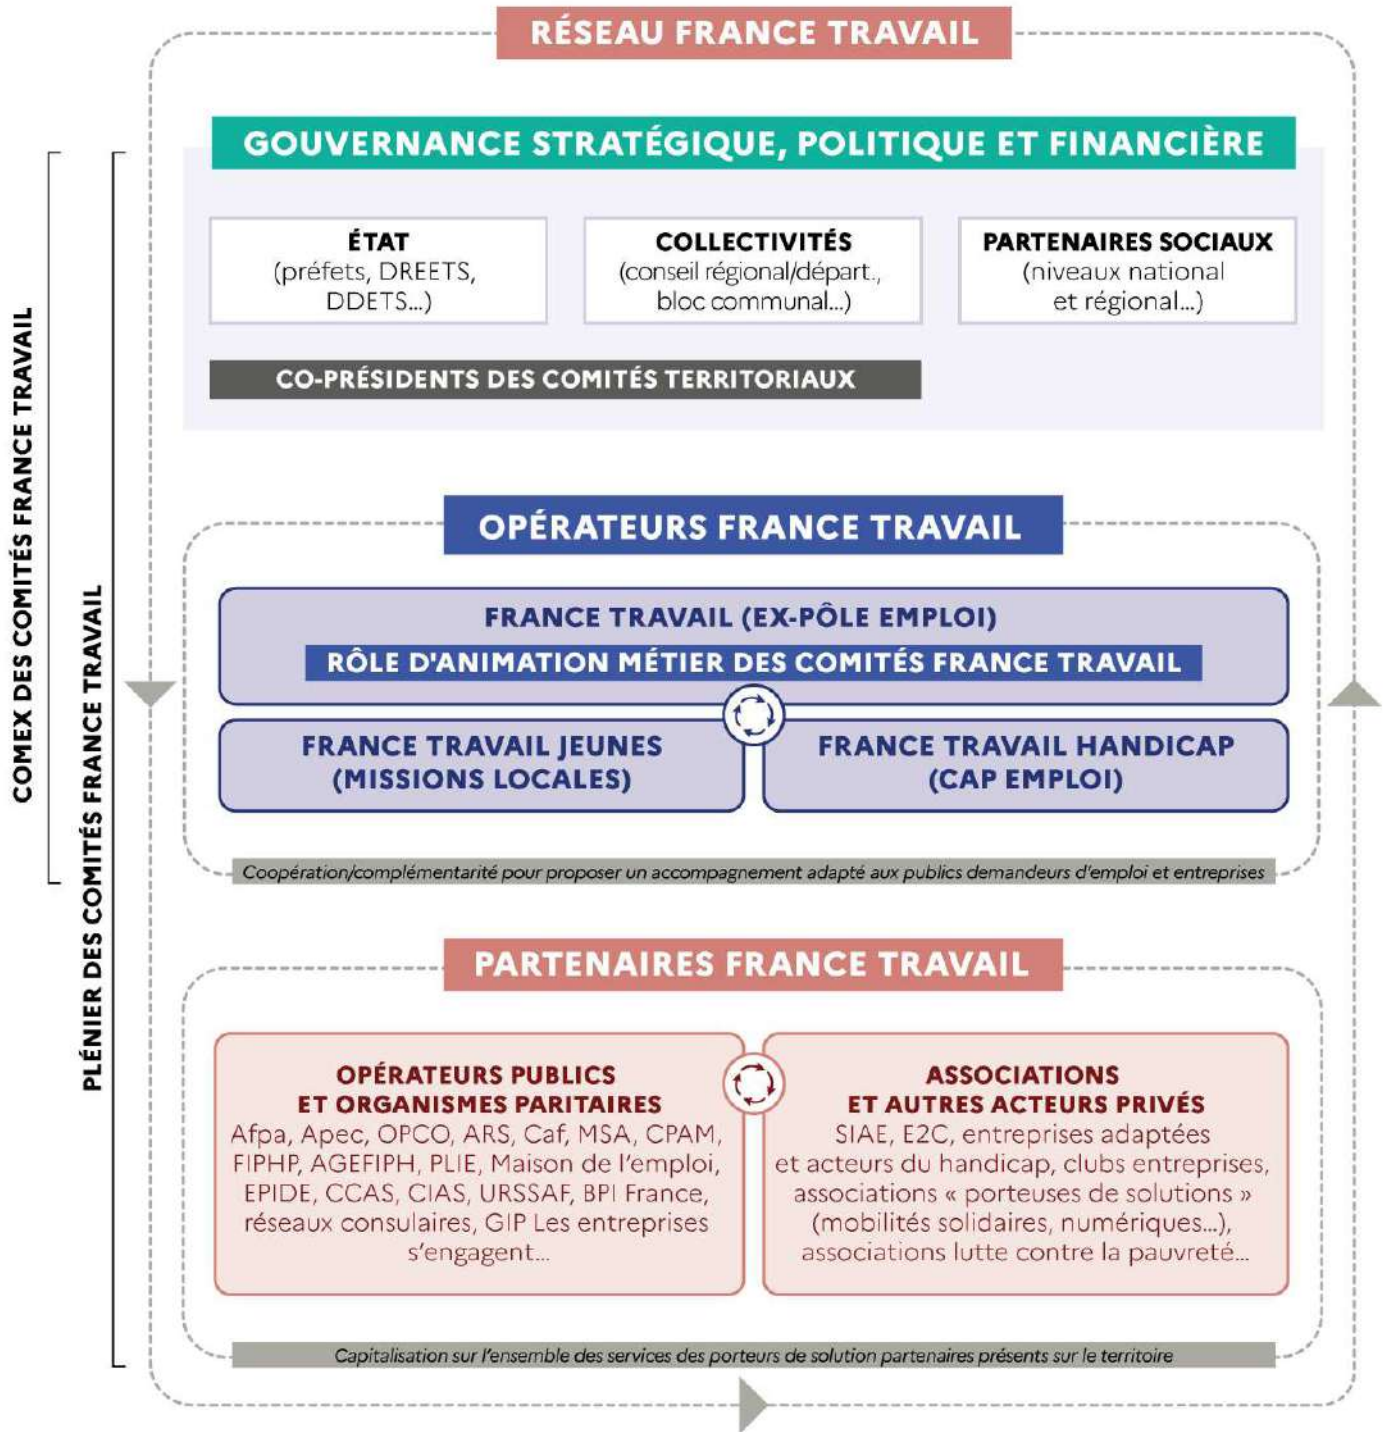 RÉSEAU FRANCE TRAVAIL
GOUVERNANCE STRATÉGIQUE, POLITIQUE ET FINANCIÈRE
ÉTAT
(préfets, DREETS,
DDETS...)
COLLECTIVITÉS
(conseil régional/départ.,
bloc communal...)
PARTENAIRES SOCIAUX
(niveaux national
et régional...)
CO-PRÉSIDENTS DES COMITÉS TERRITORIAUX
COMEX DES COMITÉS FRANCE TRAVAIL
PLÉNIER DES COMITÉS FRANCE TRAVAIL
OPÉRATEURS FRANCE TRAVAIL
FRANCE TRAVAIL (EX-PÔLE EMPLOI)
RÔLE D'ANIMATION MÉTIER DES COMITÉS FRANCE TRAVAIL
FRANCE TRAVAIL JEUNES
(MISSIONS LOCALES)
FRANCE TRAVAIL HANDICAP
(CAP EMPLOI)
Coopération/complémentarité pour proposer un accompagnement adapté aux publics demandeurs d'emploi et entreprises
PARTENAIRES FRANCE TRAVAIL
OPÉRATEURS PUBLICS
ET ORGANISMES PARITAIRES
Afpa, Apec, OPCO, ARS, Caf, MSA, CPAM,
FIPHP, AGEFIPH, PLIE, Maison de l'emploi,
EPIDE, CCAS, CIAS, URSSAF, BPI France,
réseaux consulaires, GIP Les entreprises
s'engagent...
ASSOCIATIONS
ET AUTRES ACTEURS PRIVÉS
SIAE, E2C, entreprises adaptées
et acteurs du handicap, clubs entreprises,
associations « porteuses de solutions »
(mobilités solidaires, numériques...),
associations lutte contre la pauvreté...
Capitalisation sur l'ensemble des services des porteurs de solution partenaires présents sur le territoire